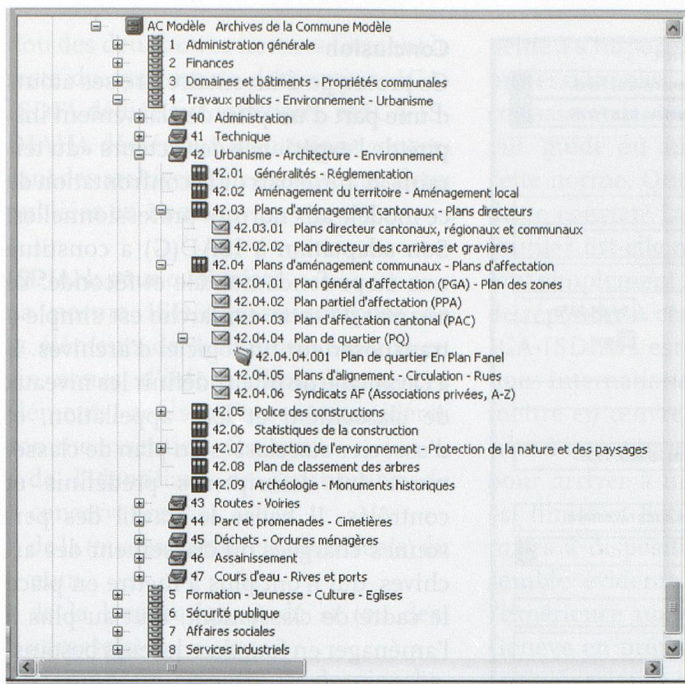 AC Modèle Archives de la Commune Modèle
1 Administration générale
2 Finances
3 Domaines et bâtiments - Propriétés communales
4 Travaux publics - Environnement - Urbanisme
40 Administration
41 Technique
42 Urbanisme - Architecture - Environnement
42.01 Généralités - Réglementation
42.02 Aménagement du territoire - Aménagement local
42.03 Plans d'aménagement communaux - Plans directeurs
42.03.01 Plans directeur cantonaux, régionaux et communaux
42.02.02 Plan directeur des carrières et gravières
42.04 Plans d'amnagement communaux - Plans d'affectation
42.04.01 Plan général d'affectation (PGA) - Plan des zones
42.04.02 Plan partiel d'affectation (PPA)
42.04.03 Plan d'affectation cantonal (PAC)
42.04.04 Plan de quartier (PQ)
42.04.04.001 Plan de quartier En Plan Fanel
42.04.05 Plans d'alignement - Circulation - Rues
42.04.06 Syndicats AF (Associations privées, A-Z)
42.05 Police des constructions
42.06 Statistiques de la construction
42.07 Protection de l'environnement - Protection de la nature et des paysages
42.08 Plan de classement des arbres
42.09 Archéologie - Monuments historiques
43 Routes - Voiries
44 Parc et promenades - Cimetières
45 Déchets - Ordures ménagères
46 Assainissement
47 Cours d'eau - Rives et ports
5 Formation - Jeunesse - Culture - Eglises
6 Sécurité publique
7 Affaires sociales
8 Services industriels